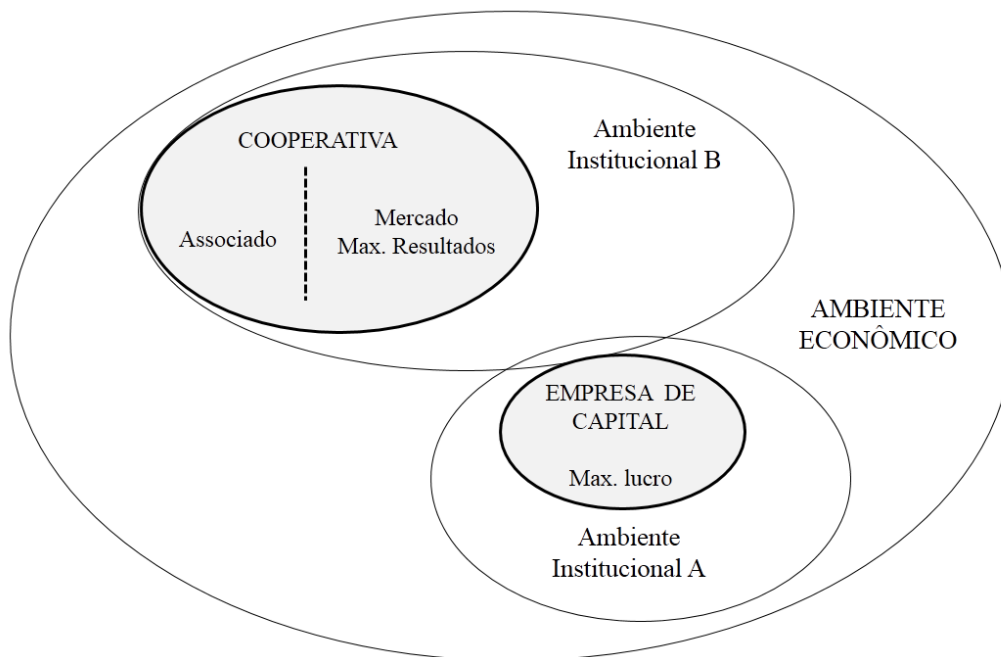 COOPERATIVA
Associado
Mercado
Max. Resultados
Ambiente
Institucional B
AMBIENTE
ECONÔMICO
EMPRESA DE
CAPITAL
Max. lucro
Ambiente
Institucional A